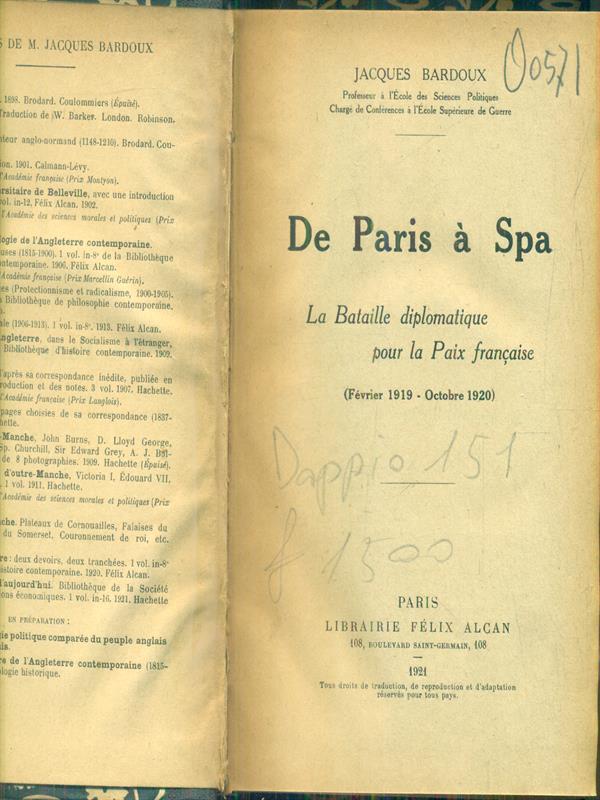 S DE M. JACQUES BARDOUX
1898. Brodard. Coulommiers (Épuisé).
Traduction de W. Barker. London. Robinson.
teur anglo-normand (1148-1210). Brodard. Cou-
ion. 1901. Calmann-Lévy.
l'Académie française (Prix Montyon).
rsitaire de Belleville, avec une introduction
vol. in-12, Félix Alcan. 1902.
l'Académie des sciences morales et politiques (Prix
logie de l'Angleterre contemporaine.
uses (1815-1900). 1 vol. in-8° de la Bibliothèque
ntemporaine. 1906. Félix Alcan.
Académie française (Prix Marcellin Guérin).
es (Protectionnisme et radicalisme, 1900-1905).
Bibliothèque de philosophie contemporaine,
ale (1906-1913). 1 vol. in-8°. 1913. Félix Alcan.
ngleterre, dans le Socialisme à l'étranger,
Bibliothèque d'histoire contemporaine. 1909.
d'après sa correspondance inédite, publiée en
roduction et des notes. 3 vol. 1907. Hachette.
l'Académie française (Prix Langlois).
pages choisies de sa correspondance (1837-
hette.
-Manche, John Burns, D. Lloyd George,
Sp. Churchill, Sir Edward Grey, A. J. Bal-
de 8 photographies. 1909. Hachette (Épuisé).
d'outre-Manche, Victoria I, Édouard VII,
1 vol. 1911. Hachette.
l'Académie des sciences morales et politiques (Prix
che. Plateaux de Cornouailles, Falaises du
du Somerset, Couronnement de roi, etc.
re : deux devoirs, deux tranchées. 1 vol. in-8°
histoire contemporaine. 1920. Félix Alcan.
d'aujourd'hui. Bibliothèque de la Société
ons économiques. 1 vol. in-16. 1921. Hachette
EN PRÉPARATION :
gie politique comparée du peuple anglais
is.
re de l'Angleterre contemporaine (1815-
ologie historique.
JACQUES BARDOUX
Professeur à l'École des Sciences Politiques
Chargé de Conférences à l'École Supérieure de Guerre
De Paris à Spa
La Bataille diplomatique
pour la Paix française
(Février 1919 - Octobre 1920)
Dappio 151
£ 1500
PARIS
LIBRAIRIE FÉLIX ALCAN
108, BOULEVARD SAINT-GERMAIN, 108
1921
Tous droits de traduction, de reproduction et d'adaptation
réservés pour tous pays.